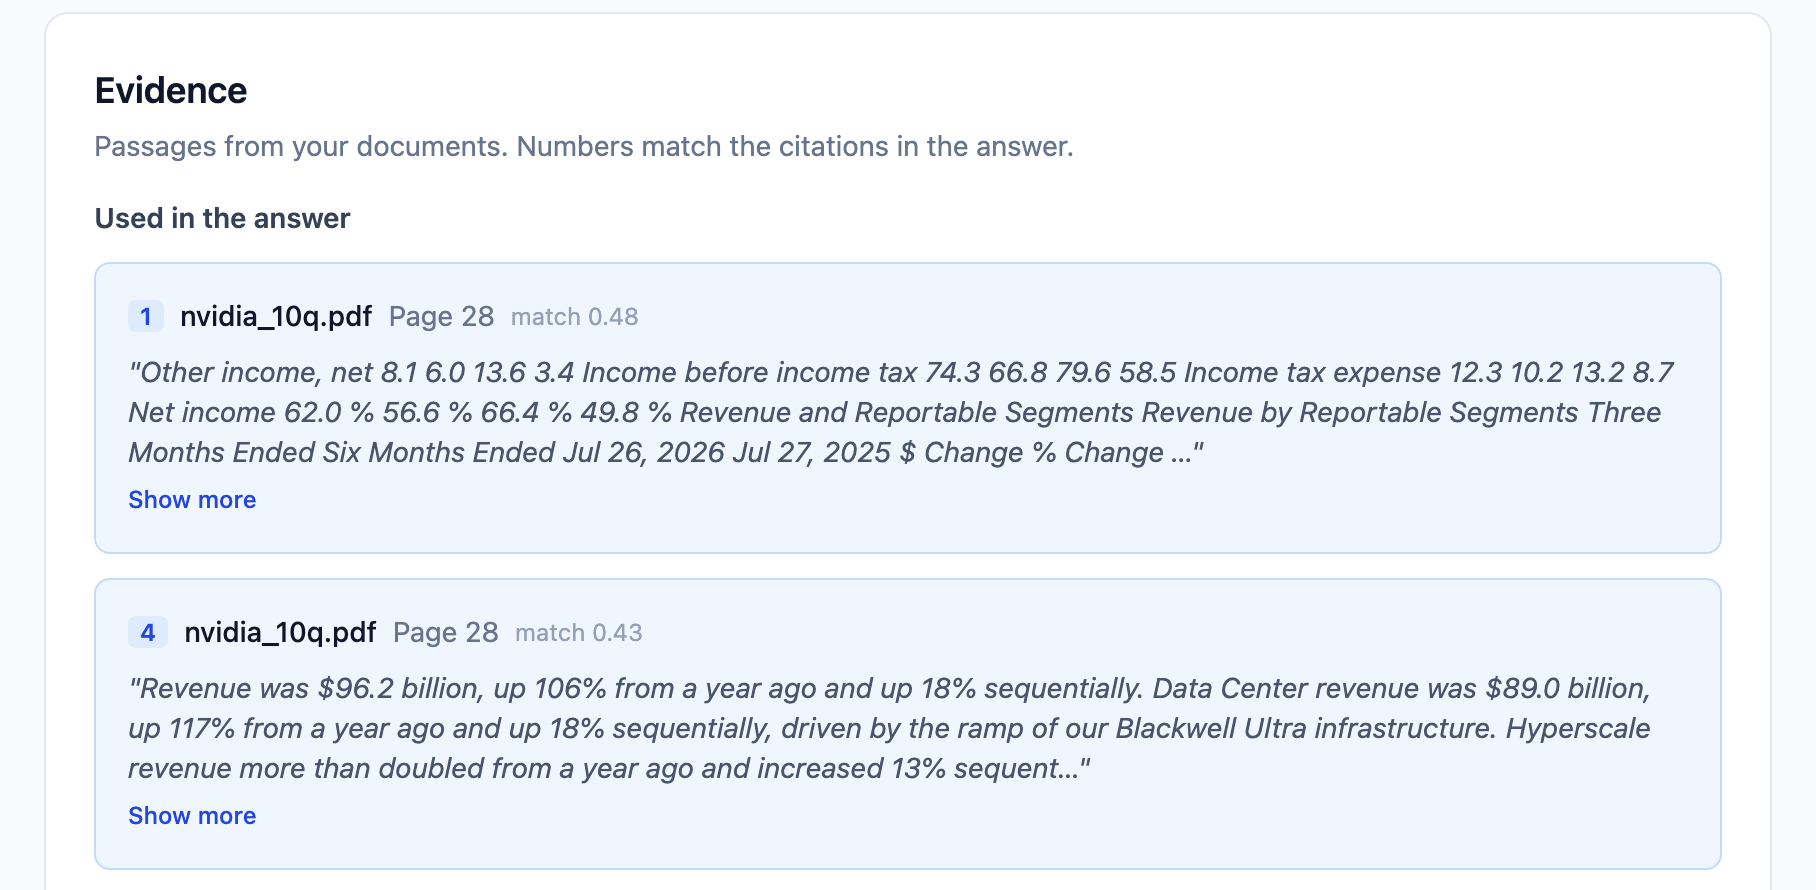 Evidence
Passages from your documents. Numbers match the citations in the answer.
Used in the answer
1 nvidia_10q.pdf Page 28 match 0.48
"Other income, net 8.1 6.0 13.6 3.4 Income before income tax 74.3 66.8 79.6 58.5 Income tax expense 12.3 10.2 13.2 8.7
Net income 62.0 % 56.6 % 66.4 % 49.8 % Revenue and Reportable Segments Revenue by Reportable Segments Three
Months Ended Six Months Ended Jul 26, 2026 Jul 27, 2025 $ Change % Change ..."
Show more
4 nvidia_10q.pdf Page 28 match 0.43
"Revenue was $96.2 billion, up 106% from a year ago and up 18% sequentially. Data Center revenue was $89.0 billion,
up 117% from a year ago and up 18% sequentially, driven by the ramp of our Blackwell Ultra infrastructure. Hyperscale
revenue more than doubled from a year ago and increased 13% sequent..."
Show more